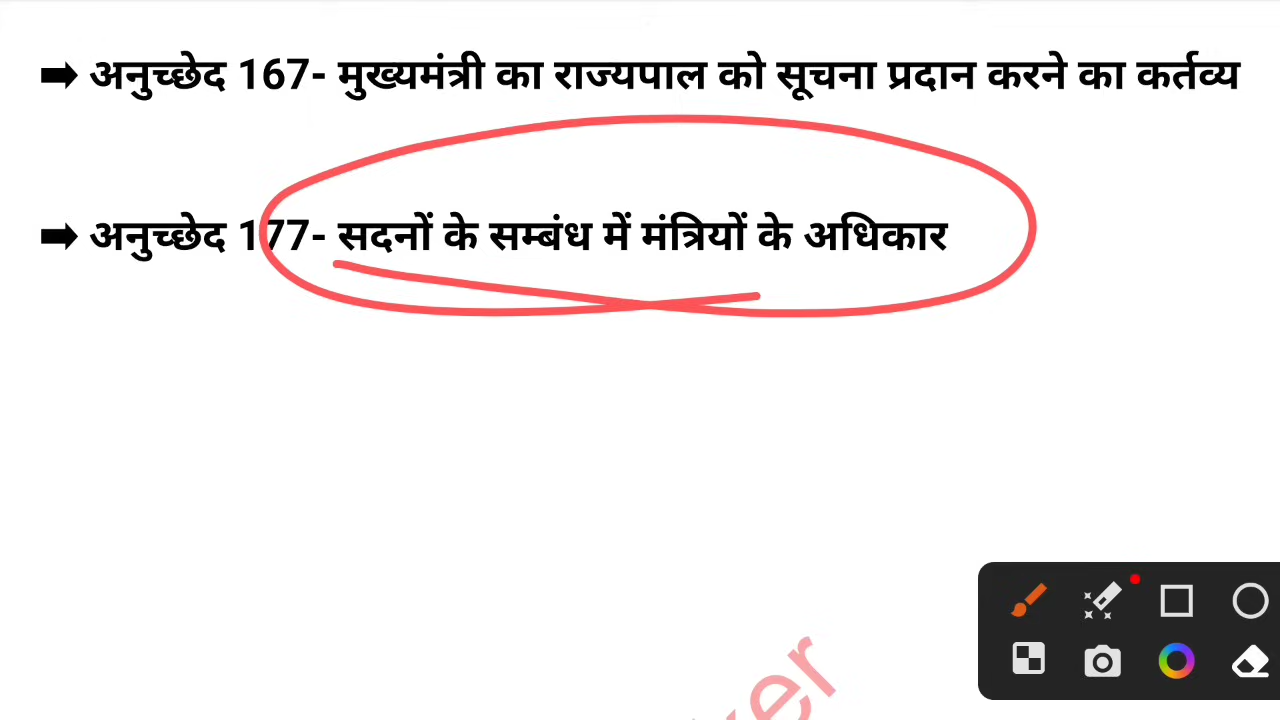 ➡ अनुच्छेद 167- मुख्यमंत्री का राज्यपाल को सूचना प्रदान करने का कर्तव्य
➡ अनुच्छेद 177- सदनों के सम्बंध में मंत्रियों के अधिकार